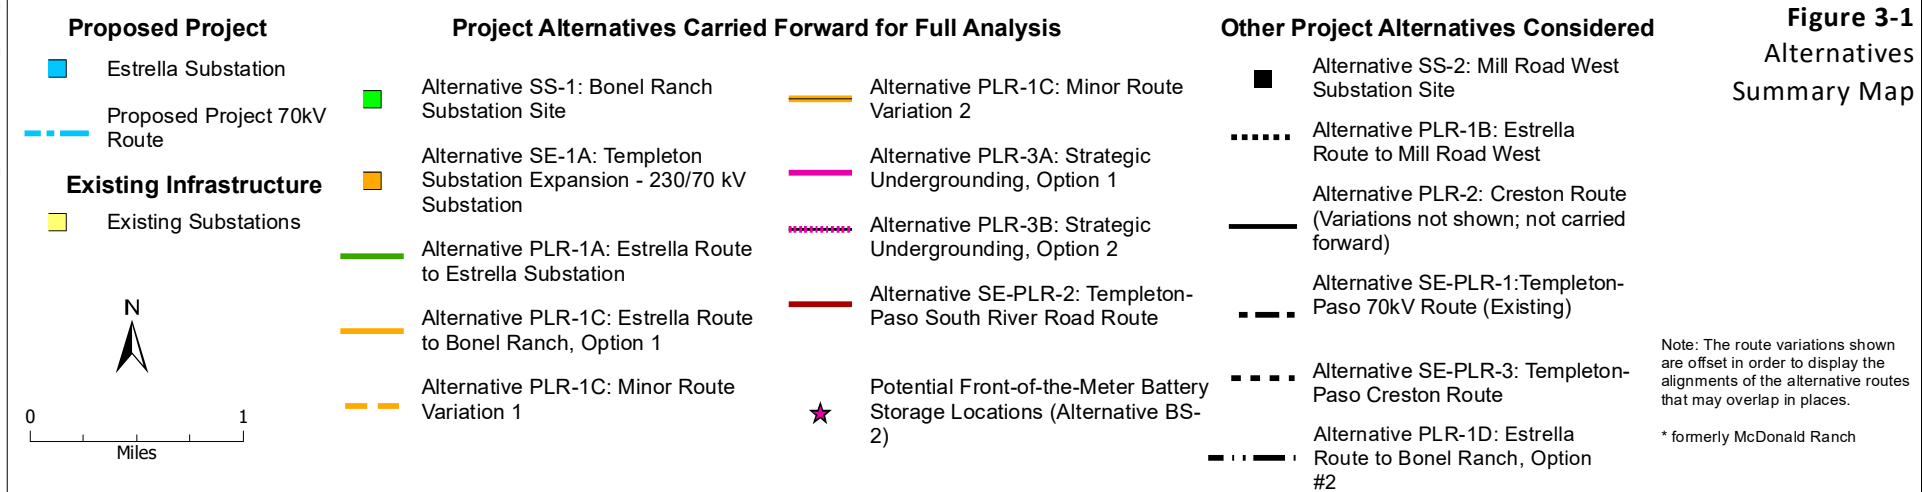 Proposed Project
Estrella Substation
Proposed Project 70kV
Route
Existing Infrastructure
Existing Substations
N
0 1
Miles
Project Alternatives Carried Forward for Full Analysis
Alternative SS-1: Bonel Ranch
Substation Site
Alternative SE-1A: Templeton
Substation Expansion - 230/70 kV
Substation
Alternative PLR-1A: Estrella Route
to Estrella Substation
Alternative PLR-1C: Estrella Route
to Bonel Ranch, Option 1
Alternative PLR-1C: Minor Route
Variation 1
Alternative PLR-1C: Minor Route
Variation 2
Alternative PLR-3A: Strategic
Undergrounding, Option 1
Alternative PLR-3B: Strategic
Undergrounding, Option 2
Alternative SE-PLR-2: Templeton-
Paso South River Road Route
Potential Front-of-the-Meter Battery
Storage Locations (Alternative BS-
2)
Other Project Alternatives Considered
Alternative SS-2: Mill Road West
Substation Site
Alternative PLR-1B: Estrella
Route to Mill Road West
Alternative PLR-2: Creston Route
(Variations not shown; not carried
forward)
Alternative SE-PLR-1:Templeton-
Paso 70kV Route (Existing)
Alternative SE-PLR-3: Templeton-
Paso Creston Route
Alternative PLR-1D: Estrella
Route to Bonel Ranch, Option
#2
Figure 3-1
Alternatives
Summary Map
Note: The route variations shown
are offset in order to display the
alignments of the alternative routes
that may overlap in places.
* formerly McDonald Ranch